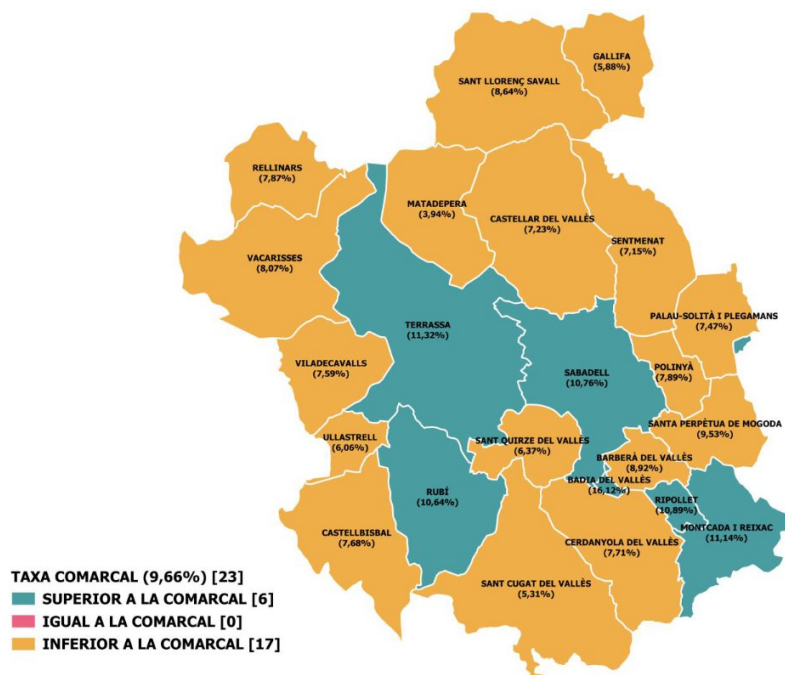 GALLIFA
(5,88%)
SANT LLORENÇ SAVALL
(8,64%)
RELLINARS
(7,87%)
MATADEPERA
(3,94%)
CASTELLAR DEL VALLÈS
(7,23%)
SENTMENAT
(7,15%)
VACARISSES
(8,07%)
PALAU-SOLITÀ I PLEGAMANS
(7,47%)
TERRASSA
(11,32%)
VILADECAVALLS
(7,59%)
SABADELL
(10,76%)
POLINYÀ
(7,89%)
SANTA PERPÈTUA DE MOGODA
(9,53%)
ULLASTRELL
(6,06%)
SANT QUIRZE DEL VALLÈS
(6,37%)
BARBERÀ DEL VALLÈS
(8,92%)
BADIA DEL VALLÈS
(16,12%)
RUBÍ
(10,64%)
RIPOLLET
(10,89%)
MONTCADA I REIXAC
(11,14%)
CASTELLBISBAL
(7,68%)
CERDANYOLA DEL VALLÈS
(7,71%)
SANT CUGAT DEL VALLÈS
(5,31%)
TAXA COMARCAL (9,66%) [23]
SUPERIOR A LA COMARCAL [6]
IGUAL A LA COMARCAL [0]
INFERIOR A LA COMARCAL [17]